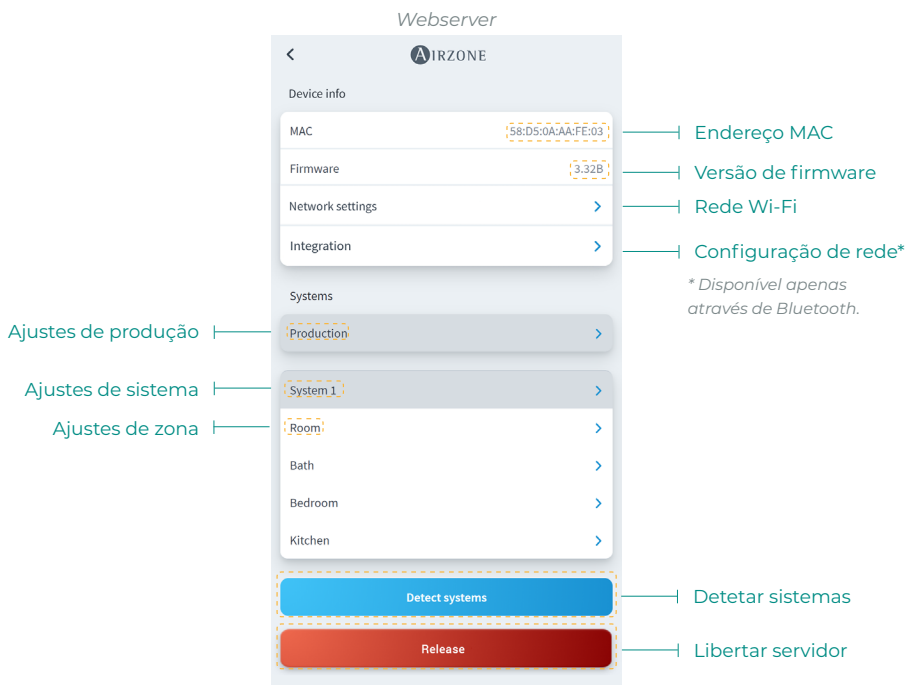 Webserver
AIRZONE
Device info
MAC
58:D5:0A:AA:FE:03
Endereço MAC
Firmware
3.32B
Versão de firmware
Network settings
Rede Wi-Fi
Integration
Configuração de rede*
* Disponível apenas
através de Bluetooth.
Systems
Ajustes de produção
Production
Ajustes de sistema
System 1
Ajustes de zona
Room
Bath
Bedroom
Kitchen
Detect systems
Detetar sistemas
Release
Libertar servidor